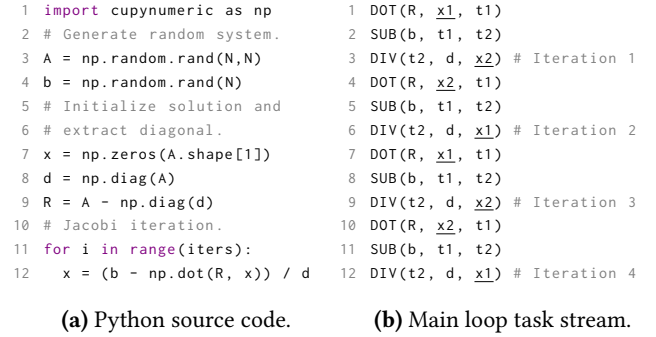 1 import cupynumeric as np
2 # Generate random system.
3 A = np.random.rand(N,N)
4 b = np.random.rand(N)
5 # Initialize solution and
6 # extract diagonal.
7 x = np.zeros(A.shape[1])
8 d = np.diag(A)
9 R = A - np.diag(d)
10 # Jacobi iteration.
11 for i in range(iters):
12   x = (b - np.dot(R, x)) / d
(a) Python source code.
1 DOT(R, x1, t1)
2 SUB(b, t1, t2)
3 DIV(t2, d, x2) # Iteration 1
4 DOT(R, x2, t1)
5 SUB(b, t1, t2)
6 DIV(t2, d, x1) # Iteration 2
7 DOT(R, x1, t1)
8 SUB(b, t1, t2)
9 DIV(t2, d, x2) # Iteration 3
10 DOT(R, x2, t1)
11 SUB(b, t1, t2)
12 DIV(t2, d, x1) # Iteration 4
(b) Main loop task stream.